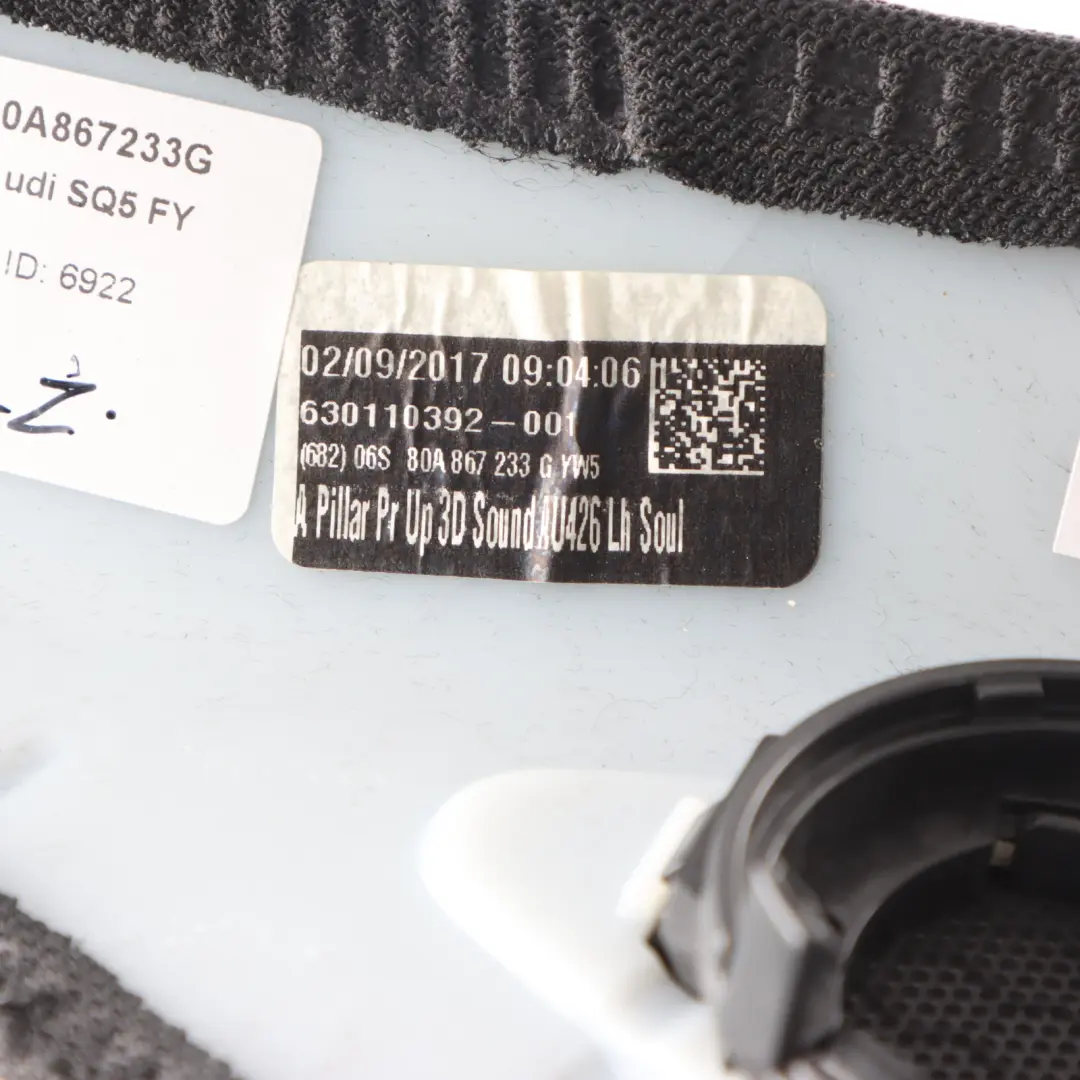 0A867233G
udi SQ5 FY
ID: 6922
Ż.
02/09/2017 09:04:06
630110392-001
(682) 06S 80A 867 233 G YW5
A Pillar Pr Up 3D Sound AU426 Lh Soul